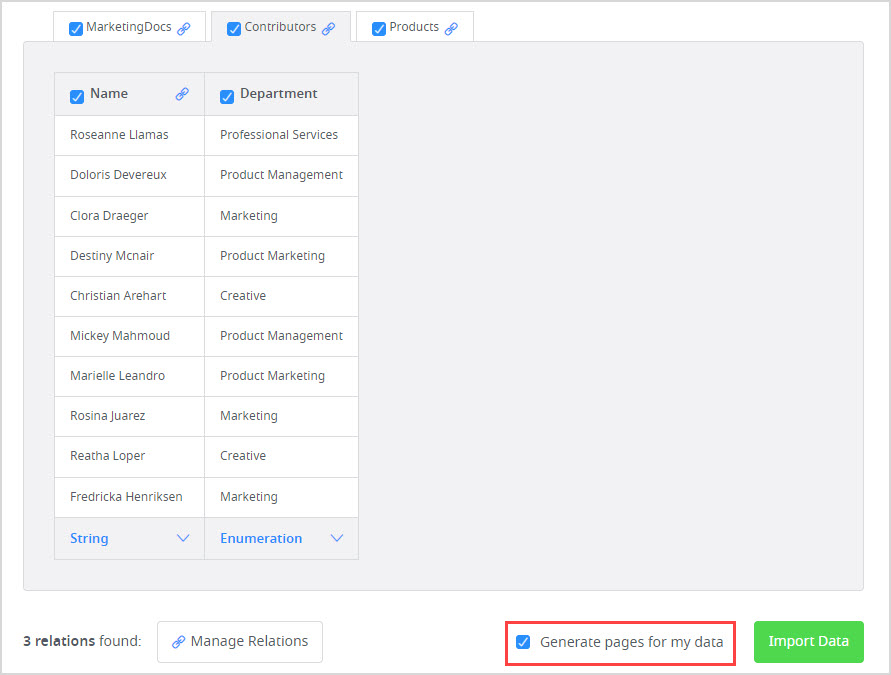 MarketingDocs Contributors Products
Name Department
Roseanne Llamas Professional Services
Doloris Devereux Product Management
Clora Draeger Marketing
Destiny Mcnair Product Marketing
Christian Arehart Creative
Mickey Mahmoud Product Management
Marielle Leandro Product Marketing
Rosina Juarez Marketing
Reatha Loper Creative
Fredricka Henriksen Marketing
String Enumeration
3 relations found: Manage Relations Generate pages for my data Import Data